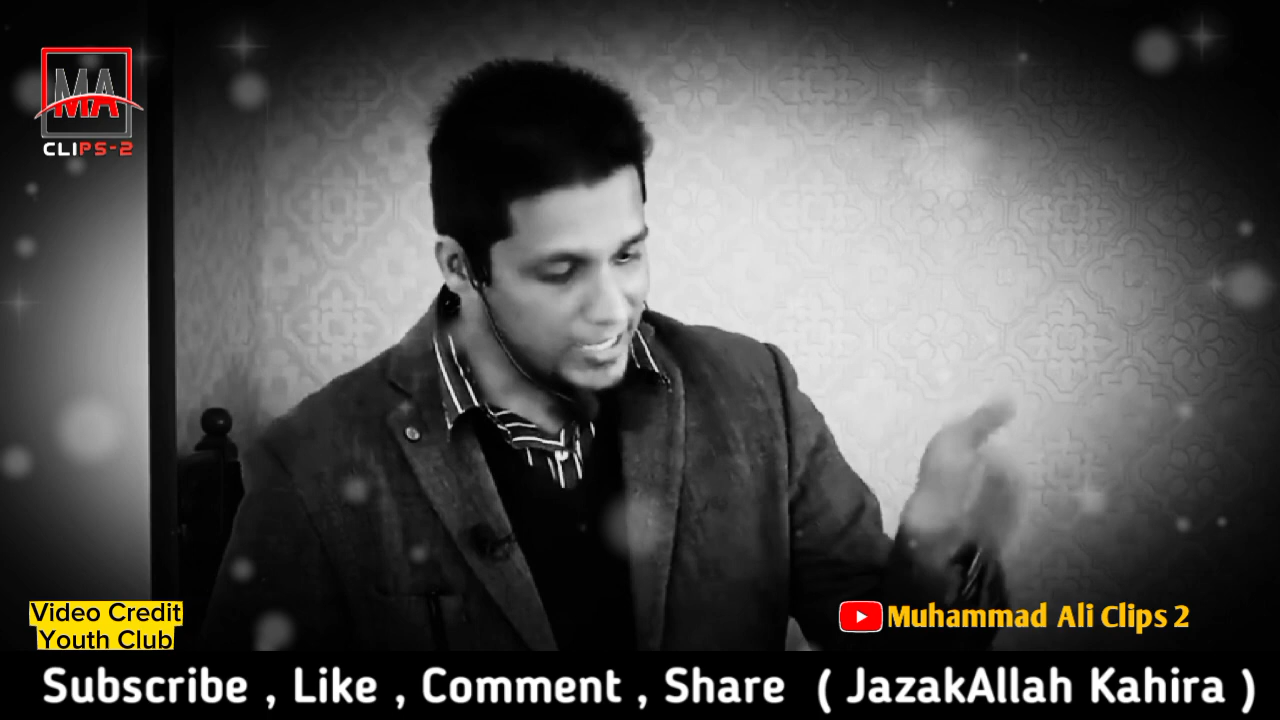 MA
CLIPS-2
Video Credit
Youth Club
Muhammad Ali Clips 2
Subscribe , Like , Comment , Share ( JazakAllah Kahira )